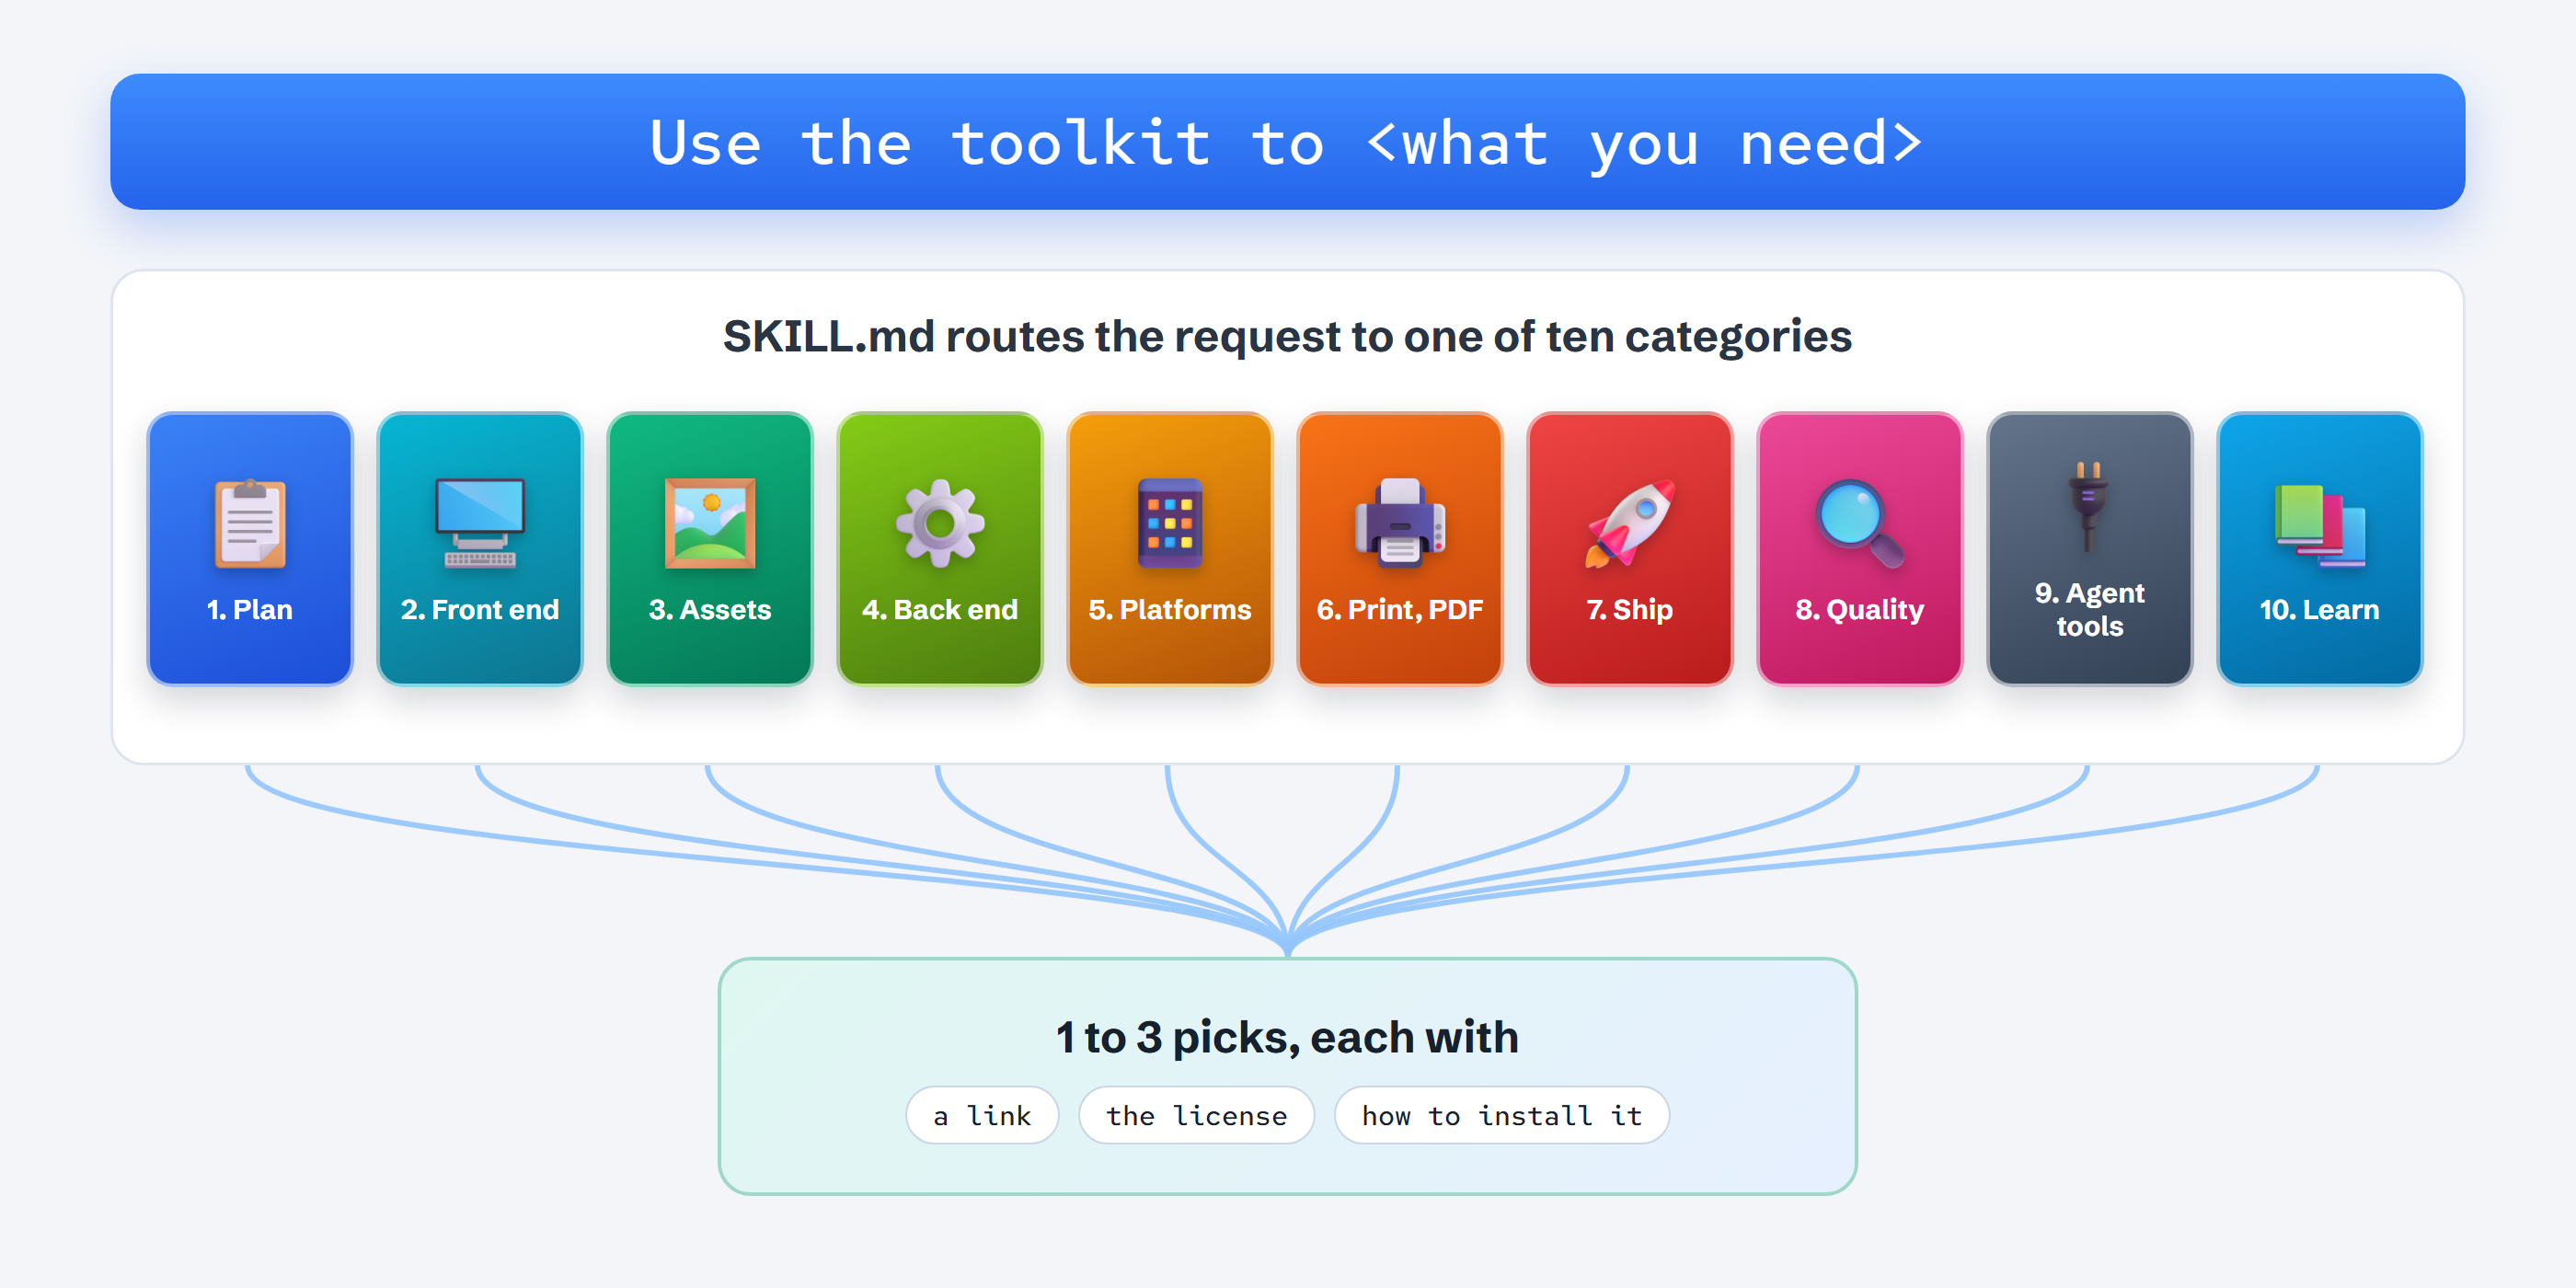 Use the toolkit to <what you need>
SKILL.md routes the request to one of ten categories
1. Plan
2. Front end
3. Assets
4. Back end
5. Platforms
6. Print, PDF
7. Ship
8. Quality
9. Agent
tools
10. Learn
1 to 3 picks, each with
a link
the license
how to install it